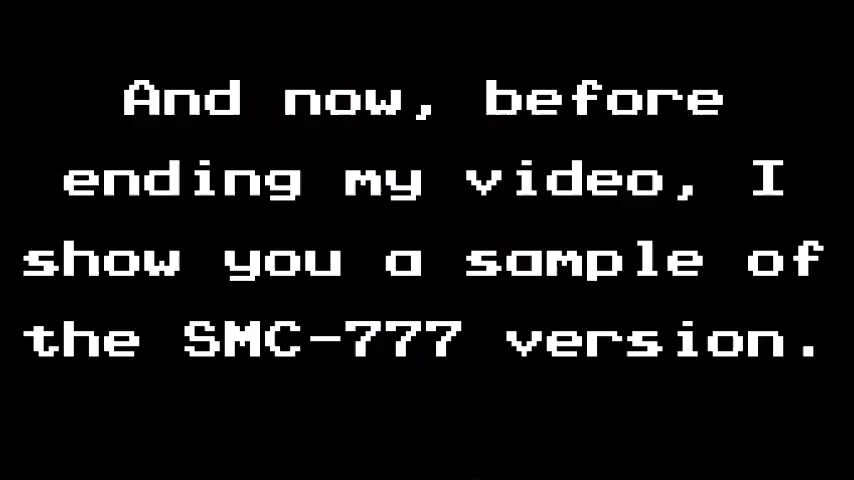 And now, before
ending my video, I
show you a sample of
the SMC-777 version.